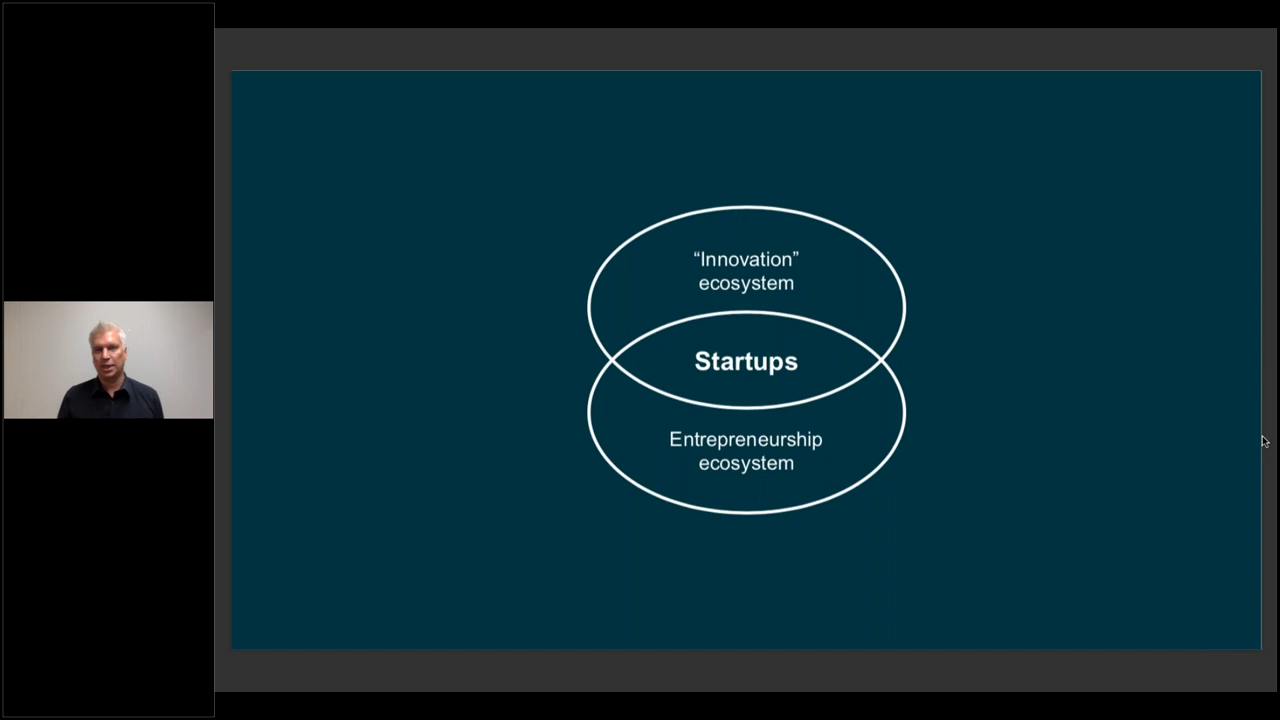 “Innovation”
ecosystem
Startups
Entrepreneurship
ecosystem